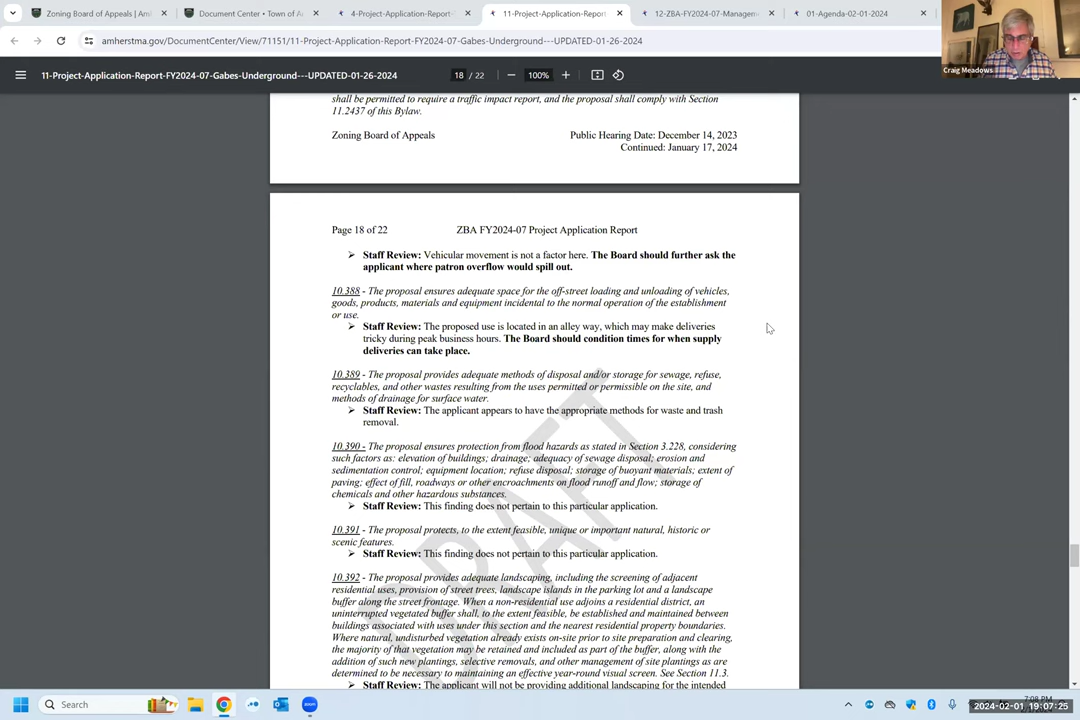 Zoning Board of Appeals | Am
Document Center • Town of A
4-Project-Application-Report-
11-Project-Application-Report-
12-ZBA-FY2024-07-Managem
01-Agenda-02-01-2024
amherstma.gov/DocumentCenter/View/71151/11-Project-Application-Report-FY2024-07-Gabes-Underground---UPDATED-01-26-2024
Craig Meadows
11-Project-Application-Report-FY2024-07-Gabes-Underground---UPDATED-01-26-2024
18 / 22
100%
shall be permitted to require a traffic impact report, and the proposal shall comply with Section
11.2437 of this Bylaw.
Zoning Board of Appeals
Public Hearing Date: December 14, 2023
Continued: January 17, 2024
Page 18 of 22
ZBA FY2024-07 Project Application Report
➢ Staff Review: Vehicular movement is not a factor here. The Board should further ask the
applicant where patron overflow would spill out.
10.388 - The proposal ensures adequate space for the off-street loading and unloading of vehicles,
goods, products, materials and equipment incidental to the normal operation of the establishment
or use.
➢ Staff Review: The proposed use is located in an alley way, which may make deliveries
tricky during peak business hours. The Board should condition times for when supply
deliveries can take place.
10.389 - The proposal provides adequate methods of disposal and/or storage for sewage, refuse,
recyclables, and other wastes resulting from the uses permitted or permissible on the site, and
methods of drainage for surface water.
➢ Staff Review: The applicant appears to have the appropriate methods for waste and trash
removal.
10.390 - The proposal ensures protection from flood hazards as stated in Section 3.228, considering
such factors as: elevation of buildings; drainage; adequacy of sewage disposal; erosion and
sedimentation control; equipment location; refuse disposal; storage of buoyant materials; extent of
paving; effect of fill, roadways or other encroachments on flood runoff and flow; storage of
chemicals and other hazardous substances.
➢ Staff Review: This finding does not pertain to this particular application.
10.391 - The proposal protects, to the extent feasible, unique or important natural, historic or
scenic features.
➢ Staff Review: This finding does not pertain to this particular application.
10.392 - The proposal provides adequate landscaping, including the screening of adjacent
residential uses, provision of street trees, landscape islands in the parking lot and a landscape
buffer along the street frontage. When a non-residential use adjoins a residential district, an
uninterrupted vegetated buffer shall, to the extent feasible, be established and maintained between
buildings associated with uses under this section and the nearest residential property boundaries.
Where natural, undisturbed vegetation already exists on-site prior to site preparation and clearing,
the majority of that vegetation may be retained and included as part of the buffer, along with the
addition of such new plantings, selective removals, and other management of site plantings as are
determined to be necessary to maintaining an effective year-round visual screen. See Section 11.3.
➢ Staff Review: The applicant will not be providing additional landscaping for the intended
DRAFT
Search
7:08 PM
2024-02-01 19:07:25